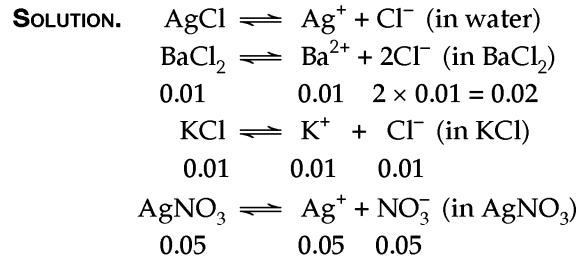 SOLUTION. AgCl ⇌ Ag⁺ + Cl⁻ (in water)
BaCl₂ ⇌ Ba²⁺ + 2Cl⁻ (in BaCl₂)
0.01 0.01 2 × 0.01 = 0.02
KCl ⇌ K⁺ + Cl⁻ (in KCl)
0.01 0.01 0.01
AgNO₃ ⇌ Ag⁺ + NO₃⁻ (in AgNO₃)
0.05 0.05 0.05